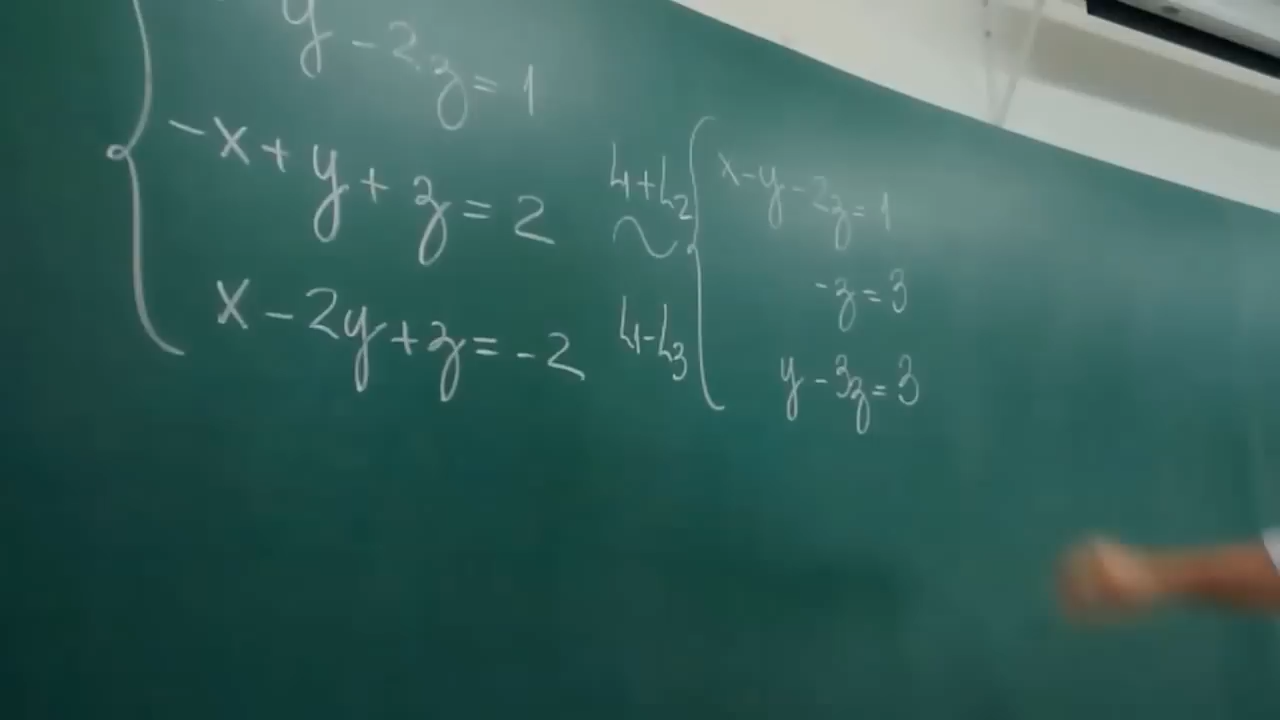 y - 2z = 1
-x + y + z = 2
x - 2y + z = -2
L1+L2
~
L1-L3
x - y - 2z = 1
-z = 3
y - 3z = 3